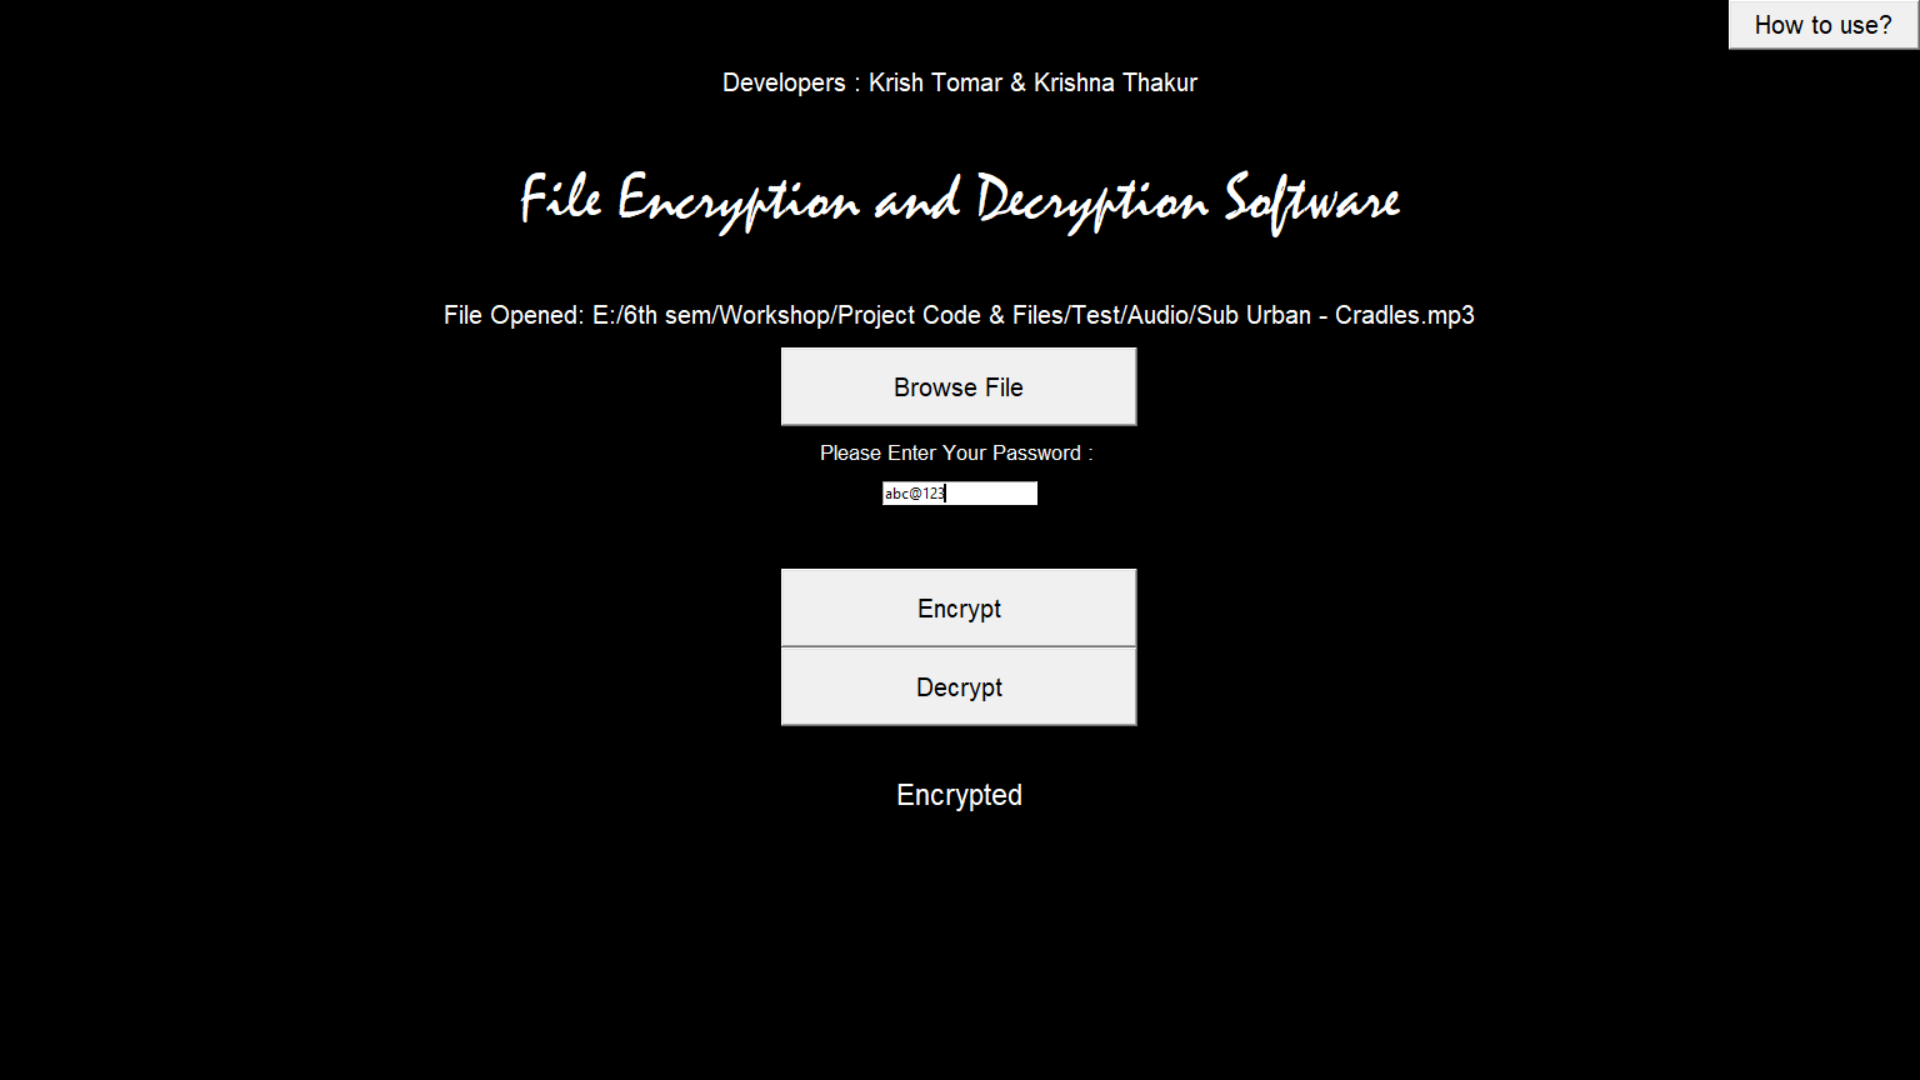 How to use?
Developers : Krish Tomar & Krishna Thakur
File Encryption and Decryption Software
File Opened: E:/6th sem/Workshop/Project Code & Files/Test/Audio/Sub Urban - Cradles.mp3
Browse File
Please Enter Your Password :
abc@123
Encrypt
Decrypt
Encrypted